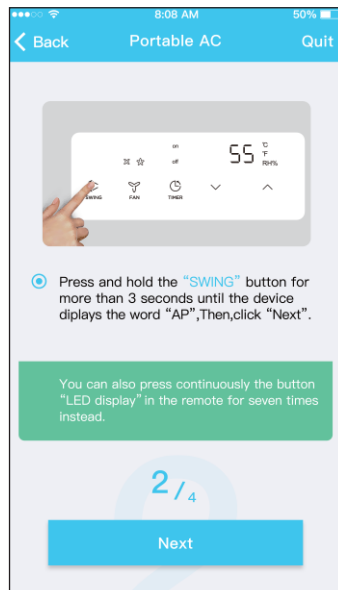 8:08 AM
50%
Back
Portable AC
Quit
on
off
55
°C
°F
RH%
SWING
FAN
TIMER
Press and hold the “SWING” button for
more than 3 seconds until the device
diplays the word “AP”,Then,click “Next”.
You can also press continuously the button
“LED display” in the remote for seven times
instead.
2/4
Next